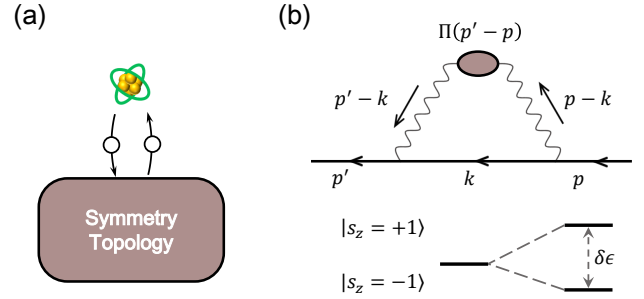 (a)
Symmetry
Topology
(b)
Π(p′ − p)
p′ − k
p − k
p′
k
p
|s_z = +1⟩
|s_z = −1⟩
δϵ